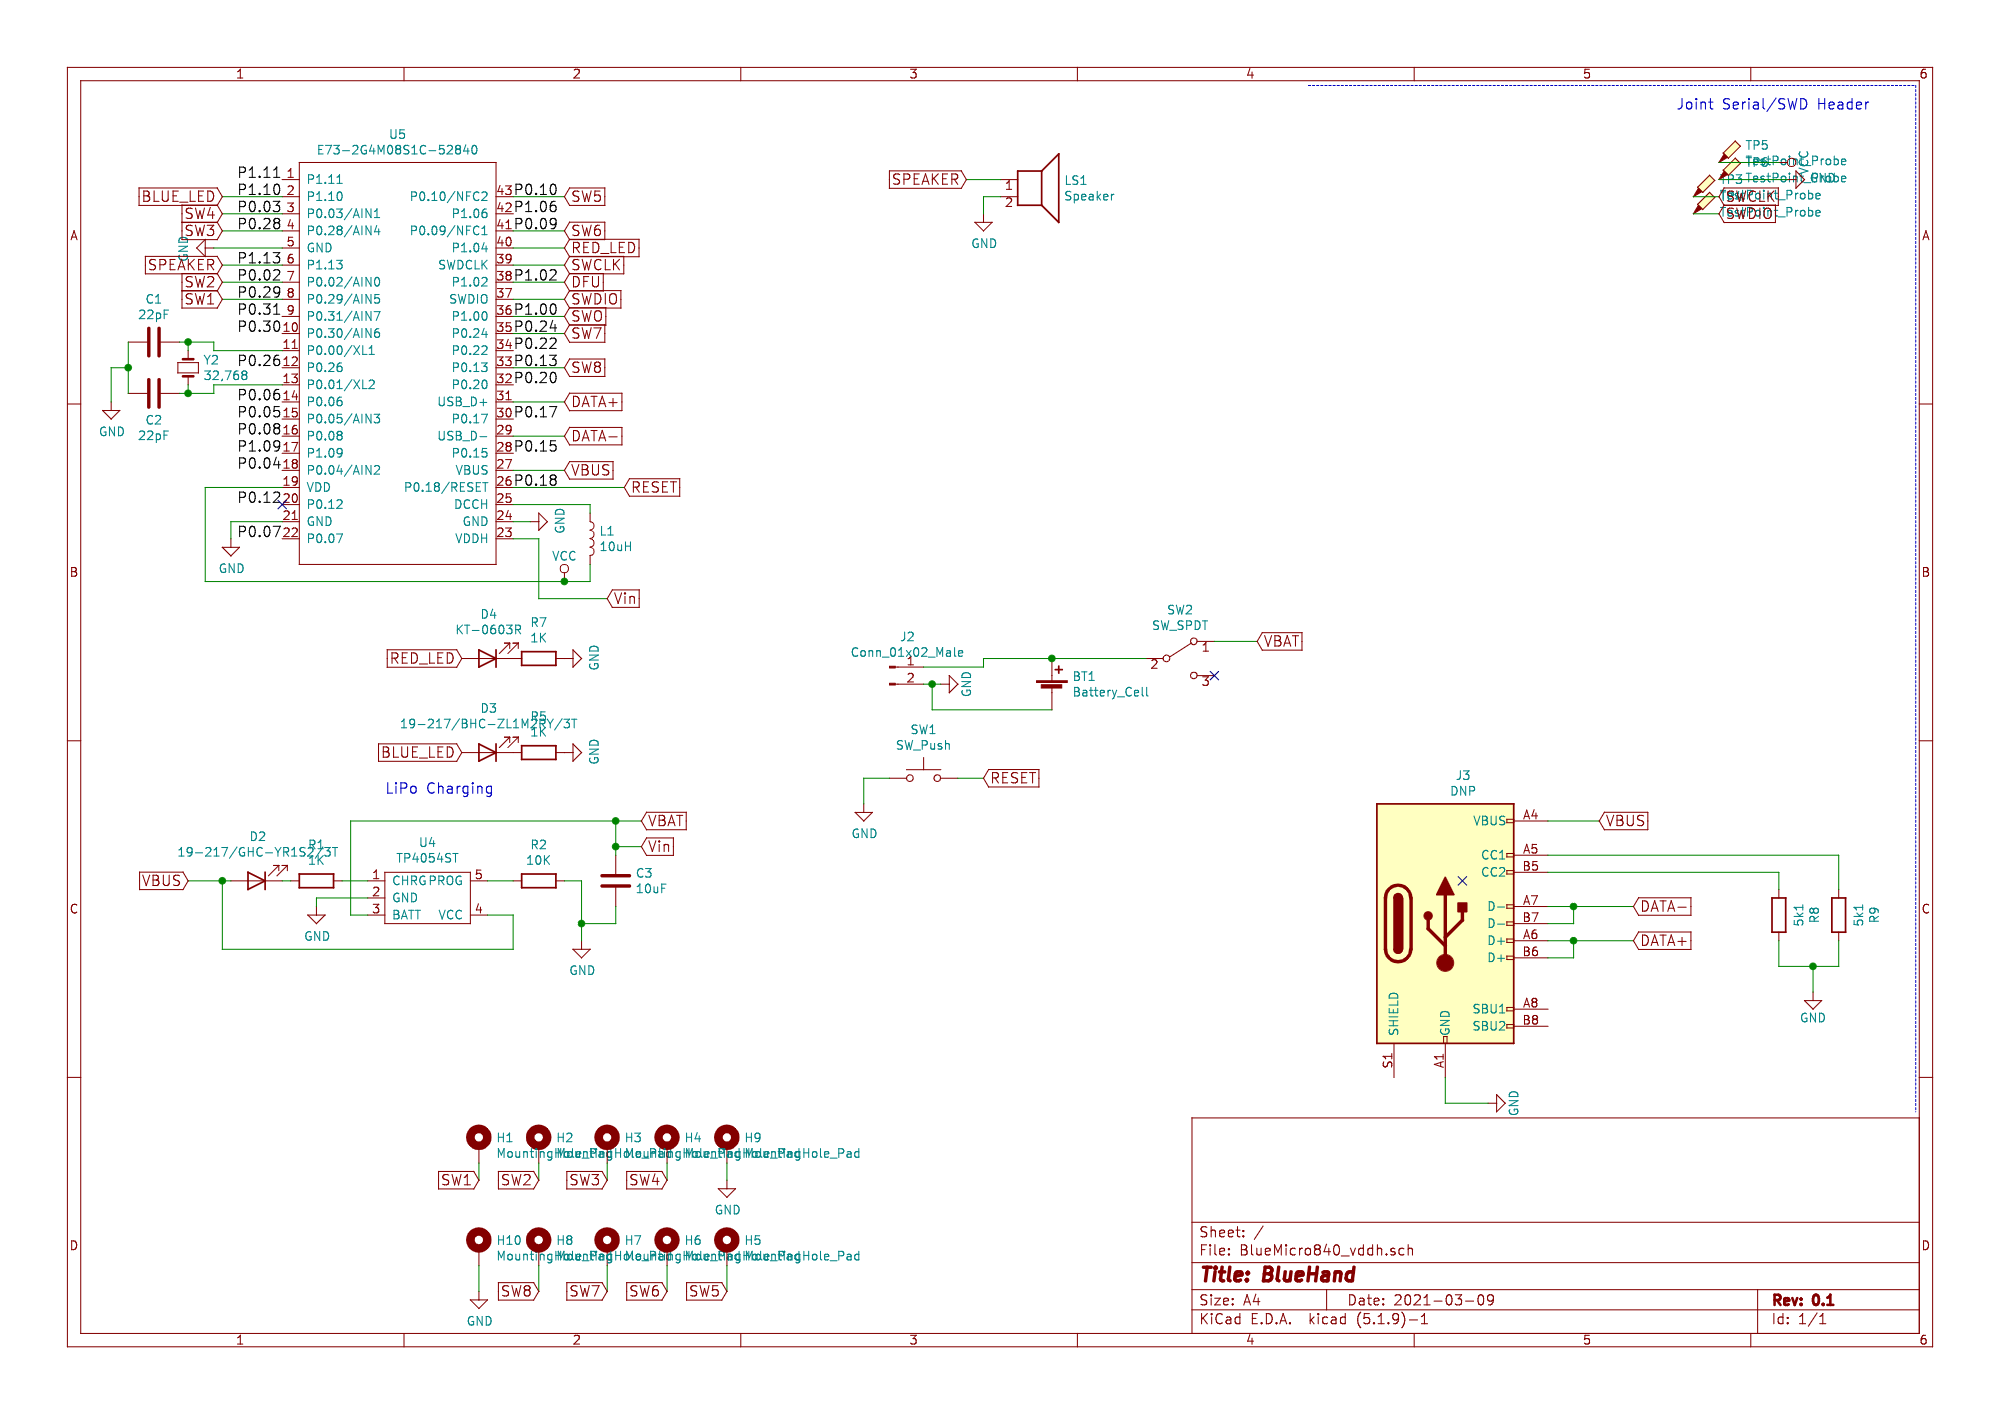 1 2 3 4 5 6
Joint Serial/SWD Header
U5
E73-2G4M08S1C-52840
P1.11 1 P1.11
BLUE_LED P1.10 2 P1.10
SW4 P0.03 3 P0.03/AIN1
SW3 P0.28 4 P0.28/AIN4
GND 5 GND
SPEAKER P1.13 6 P1.13
SW2 P0.02 7 P0.02/AIN0
SW1 P0.29 8 P0.29/AIN5
P0.31 9 P0.31/AIN7
P0.30 10 P0.30/AIN6
11 P0.00/XL1
P0.26 12 P0.26
13 P0.01/XL2
P0.06 14 P0.06
P0.05 15 P0.05/AIN3
P0.08 16 P0.08
P1.09 17 P1.09
P0.04 18 P0.04/AIN2
19 VDD
P0.12 20 P0.12
21 GND
P0.07 22 P0.07
GND
P0.10/NFC2 43 P0.10 SW5
P1.06 42 P1.06
P0.09/NFC1 41 P0.09 SW6
P1.04 40 RED_LED
SWDCLK 39 SWCLK
P1.02 38 P1.02 DFU
SWDIO 37 SWDIO
P1.00 36 P1.00 SWO
P0.24 35 P0.24 SW7
P0.22 34 P0.22
P0.13 33 P0.13 SW8
P0.20 32 P0.20
USB_D+ 31 DATA+
P0.17 30 P0.17
USB_D- 29 DATA-
P0.15 28 P0.15
VBUS 27 VBUS
P0.18/RESET 26 P0.18 RESET
DCCH 25
GND 24 GND
VDDH 23
L1
10uH
VCC
Vin
C1
22pF
Y2
32,768
C2
22pF
GND
SPEAKER
1
2
LS1
Speaker
GND
TP5
TestPoint_Probe
VCC
TestPoint_Probe
GND
TP3
TestPoint_Probe
SWCLK
TestPoint_Probe
SWDIO
A A
B B
C C
D D
D4
KT-0603R
R7
1K
RED_LED
GND
D3
19-217/BHC-ZL1M2RY/3T
R5
1K
BLUE_LED
GND
LiPo Charging
D2
19-217/GHC-YR1S2/3T
R1
1K
VBUS
U4
TP4054ST
1 CHRG PROG 5
2 GND
3 BATT VCC 4
GND
R2
10K
VBAT
Vin
C3
10uF
GND
J2
Conn_01x02_Male
1
2
GND
BT1
Battery_Cell
+
SW2
SW_SPDT
1
2
3
VBAT
SW1
SW_Push
RESET
GND
J3
DNP
VBUS A4 VBUS
CC1 A5
CC2 B5
D- A7 DATA-
D- B7
D+ A6 DATA+
D+ B6
SBU1 A8
SBU2 B8
SHIELD S1
GND A1
GND
5k1
R8
5k1
R9
GND
H1 H2 H3 H4 H9
MountingHole_Pad MountingHole_Pad MountingHole_Pad MountingHole_Pad MountingHole_Pad
SW1 SW2 SW3 SW4
GND
H10 H8 H7 H6 H5
MountingHole_Pad MountingHole_Pad MountingHole_Pad MountingHole_Pad MountingHole_Pad
SW8 SW7 SW6 SW5
GND
Sheet: /
File: BlueMicro840_vddh.sch
Title: BlueHand
Size: A4 Date: 2021-03-09 Rev: 0.1
KiCad E.D.A. kicad (5.1.9)-1 Id: 1/1
1 2 3 4 5 6